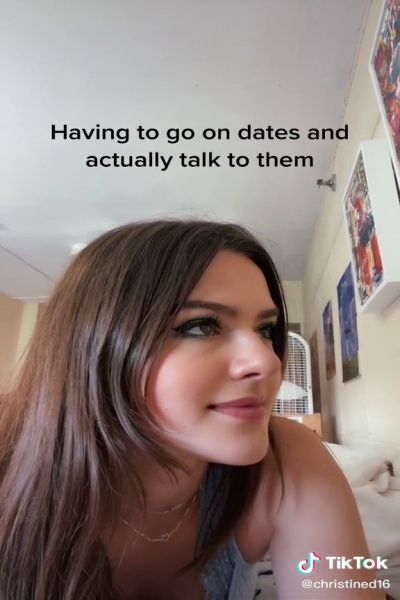 Having to go on dates and
actually talk to them
TikTok
@christined16